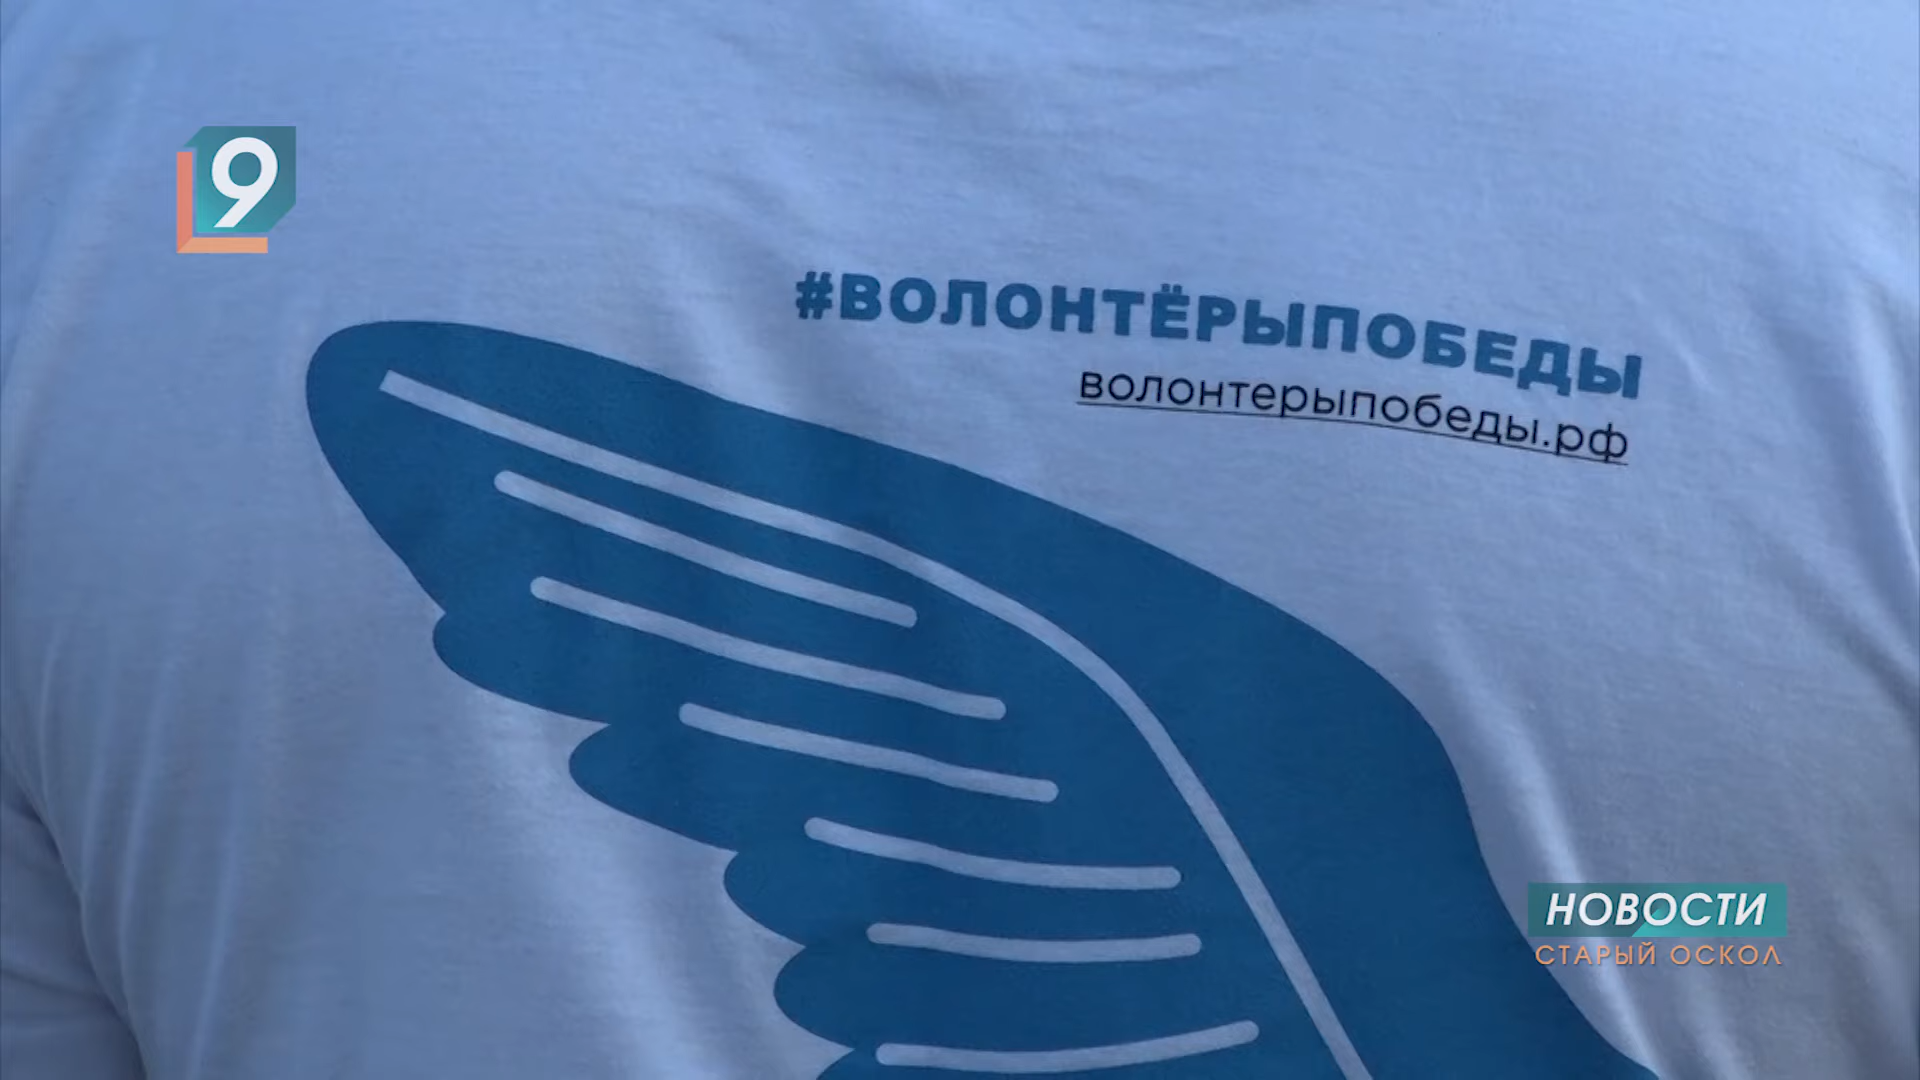 9
#ВОЛОНТЁРЫПОБЕДЫ
волонтерыпобеды.рф
НОВОСТИ
СТАРЫЙ ОСКОЛ